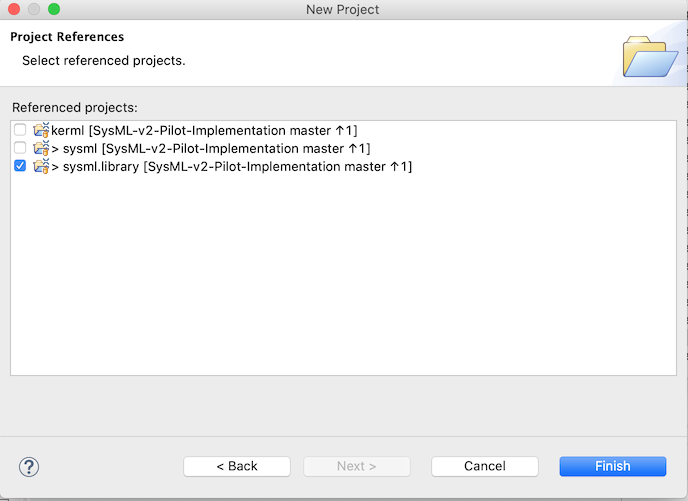 New Project
Project References
Select referenced projects.
Referenced projects:
kerml [SysML-v2-Pilot-Implementation master ↑1]
> sysml [SysML-v2-Pilot-Implementation master ↑1]
> sysml.library [SysML-v2-Pilot-Implementation master ↑1]
? < Back Next > Cancel Finish